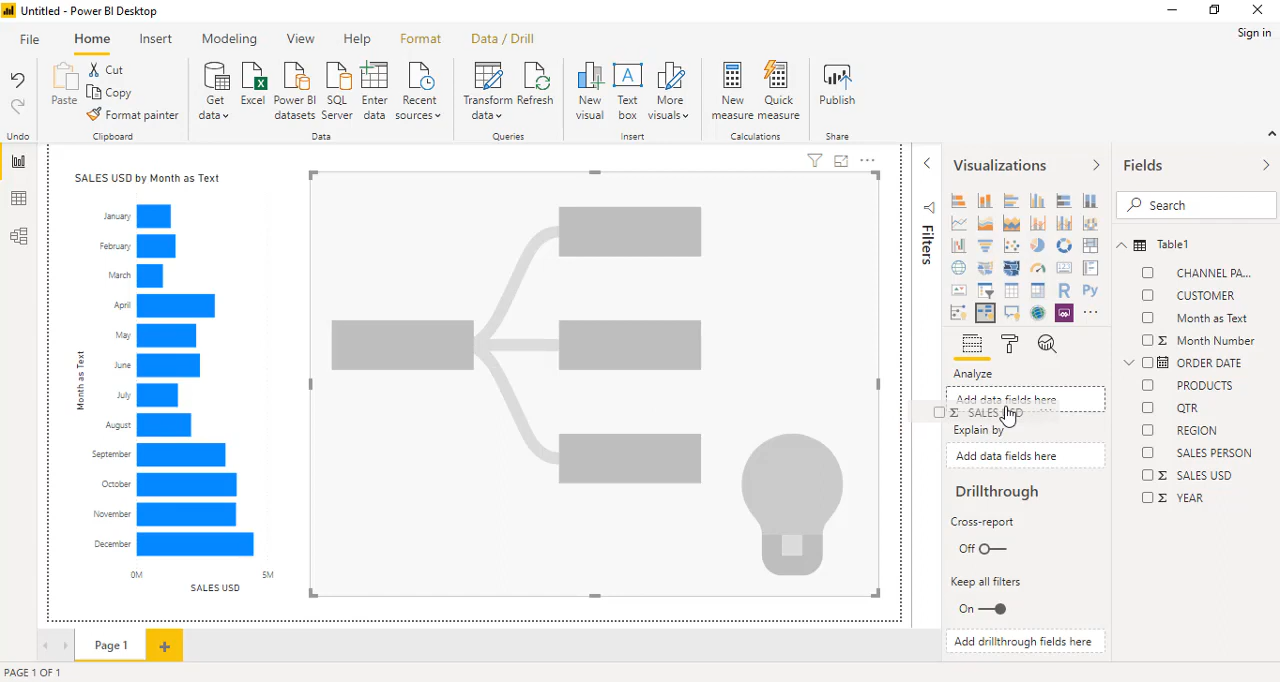 Untitled - Power BI Desktop
Sign in
File Home Insert Modeling View Help Format Data / Drill
Paste
Cut
Copy
Format painter
Get data
Excel
Power BI datasets
SQL Server
Enter data
Recent sources
Transform data
Refresh
New visual
Text box
A
More visuals
New measure
Quick measure
Publish
Undo
Clipboard
Data
Queries
Insert
Calculations
Share
SALES USD by Month as Text
Month as Text
January
February
March
April
May
June
July
August
September
October
November
December
0M 5M
SALES USD
Filters
Visualizations
R Py
Analyze
Add data fields here
Σ SALES USD
Explain by
Add data fields here
Drillthrough
Cross-report
Off
Keep all filters
On
Add drillthrough fields here
Fields
Search
Table1
CHANNEL PA...
CUSTOMER
Month as Text
Σ Month Number
ORDER DATE
PRODUCTS
QTR
REGION
SALES PERSON
Σ SALES USD
Σ YEAR
Page 1
PAGE 1 OF 1